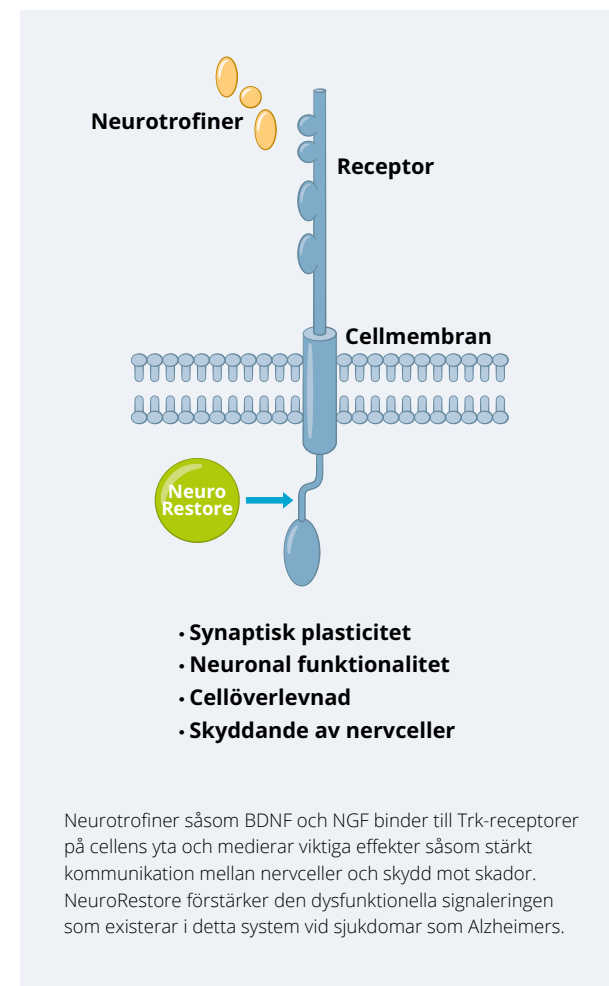 Neurotrofiner
Receptor
Cellmembran
Neuro
Restore
• Synaptisk plasticitet
• Neuronal funktionalitet
• Cellöverlevnad
• Skyddande av nervceller
Neurotrofiner såsom BDNF och NGF binder till Trk-receptorer
på cellens yta och medierar viktiga effekter såsom stärkt
kommunikation mellan nervceller och skydd mot skador.
NeuroRestore förstärker den dysfunktionella signaleringen
som existerar i detta system vid sjukdomar som Alzheimers.